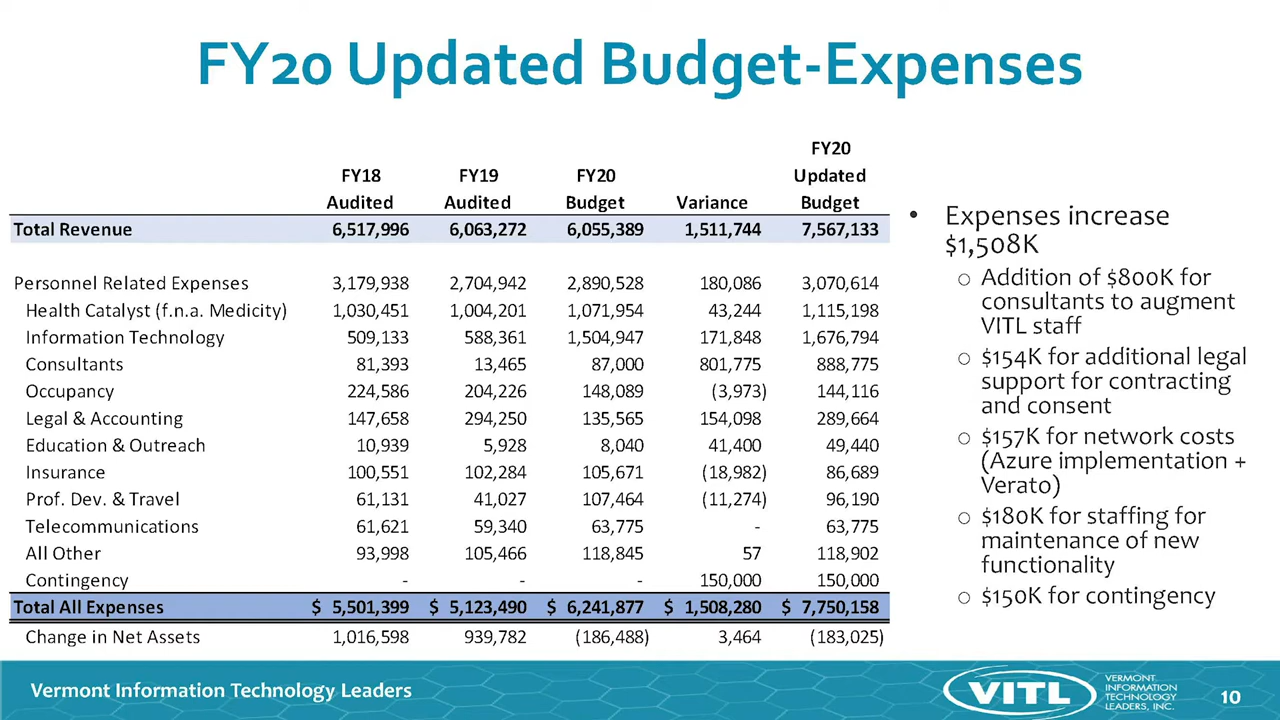 FY20 Updated Budget-Expenses
FY20
FY18 FY19 FY20 Updated
Audited Audited Budget Variance Budget
Total Revenue 6,517,996 6,063,272 6,055,389 1,511,744 7,567,133
Personnel Related Expenses 3,179,938 2,704,942 2,890,528 180,086 3,070,614
Health Catalyst (f.n.a. Medicity) 1,030,451 1,004,201 1,071,954 43,244 1,115,198
Information Technology 509,133 588,361 1,504,947 171,848 1,676,794
Consultants 81,393 13,465 87,000 801,775 888,775
Occupancy 224,586 204,226 148,089 (3,973) 144,116
Legal & Accounting 147,658 294,250 135,565 154,098 289,664
Education & Outreach 10,939 5,928 8,040 41,400 49,440
Insurance 100,551 102,284 105,671 (18,982) 86,689
Prof. Dev. & Travel 61,131 41,027 107,464 (11,274) 96,190
Telecommunications 61,621 59,340 63,775 - 63,775
All Other 93,998 105,466 118,845 57 118,902
Contingency - - - 150,000 150,000
Total All Expenses $ 5,501,399 $ 5,123,490 $ 6,241,877 $ 1,508,280 $ 7,750,158
Change in Net Assets 1,016,598 939,782 (186,488) 3,464 (183,025)
• Expenses increase
$1,508K
o Addition of $800K for
consultants to augment
VITL staff
o $154K for additional legal
support for contracting
and consent
o $157K for network costs
(Azure implementation +
Verato)
o $180K for staffing for
maintenance of new
functionality
o $150K for contingency
Vermont Information Technology Leaders
VITL
VERMONT
INFORMATION
TECHNOLOGY
LEADERS, INC.
10